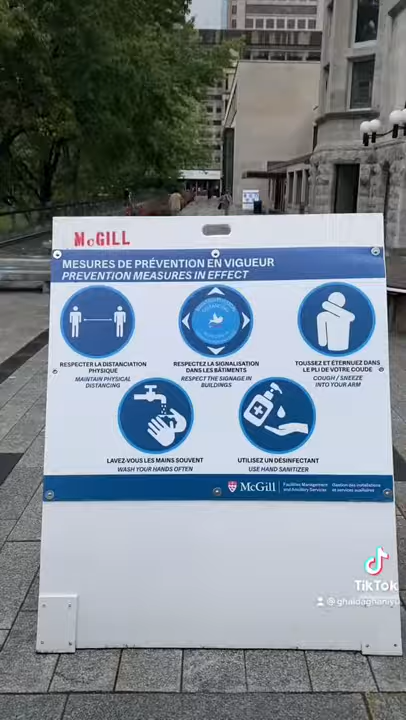 McGILL
MESURES DE PRÉVENTION EN VIGUEUR
PREVENTION MEASURES IN EFFECT
RESPECTER LA DISTANCIATION
PHYSIQUE
MAINTAIN PHYSICAL
DISTANCING
RESPECTEZ LA SIGNALISATION
DANS LES BÂTIMENTS
RESPECT THE SIGNAGE IN
BUILDINGS
TOUSSEZ ET ÉTERNUEZ DANS
LE PLI DE VOTRE COUDE
COUGH / SNEEZE
INTO YOUR ARM
LAVEZ-VOUS LES MAINS SOUVENT
WASH YOUR HANDS OFTEN
UTILISEZ UN DÉSINFECTANT
USE HAND SANITIZER
McGill
Facilities Management
and Ancillary Services
Gestion des installations
et services auxiliaires
TikTok